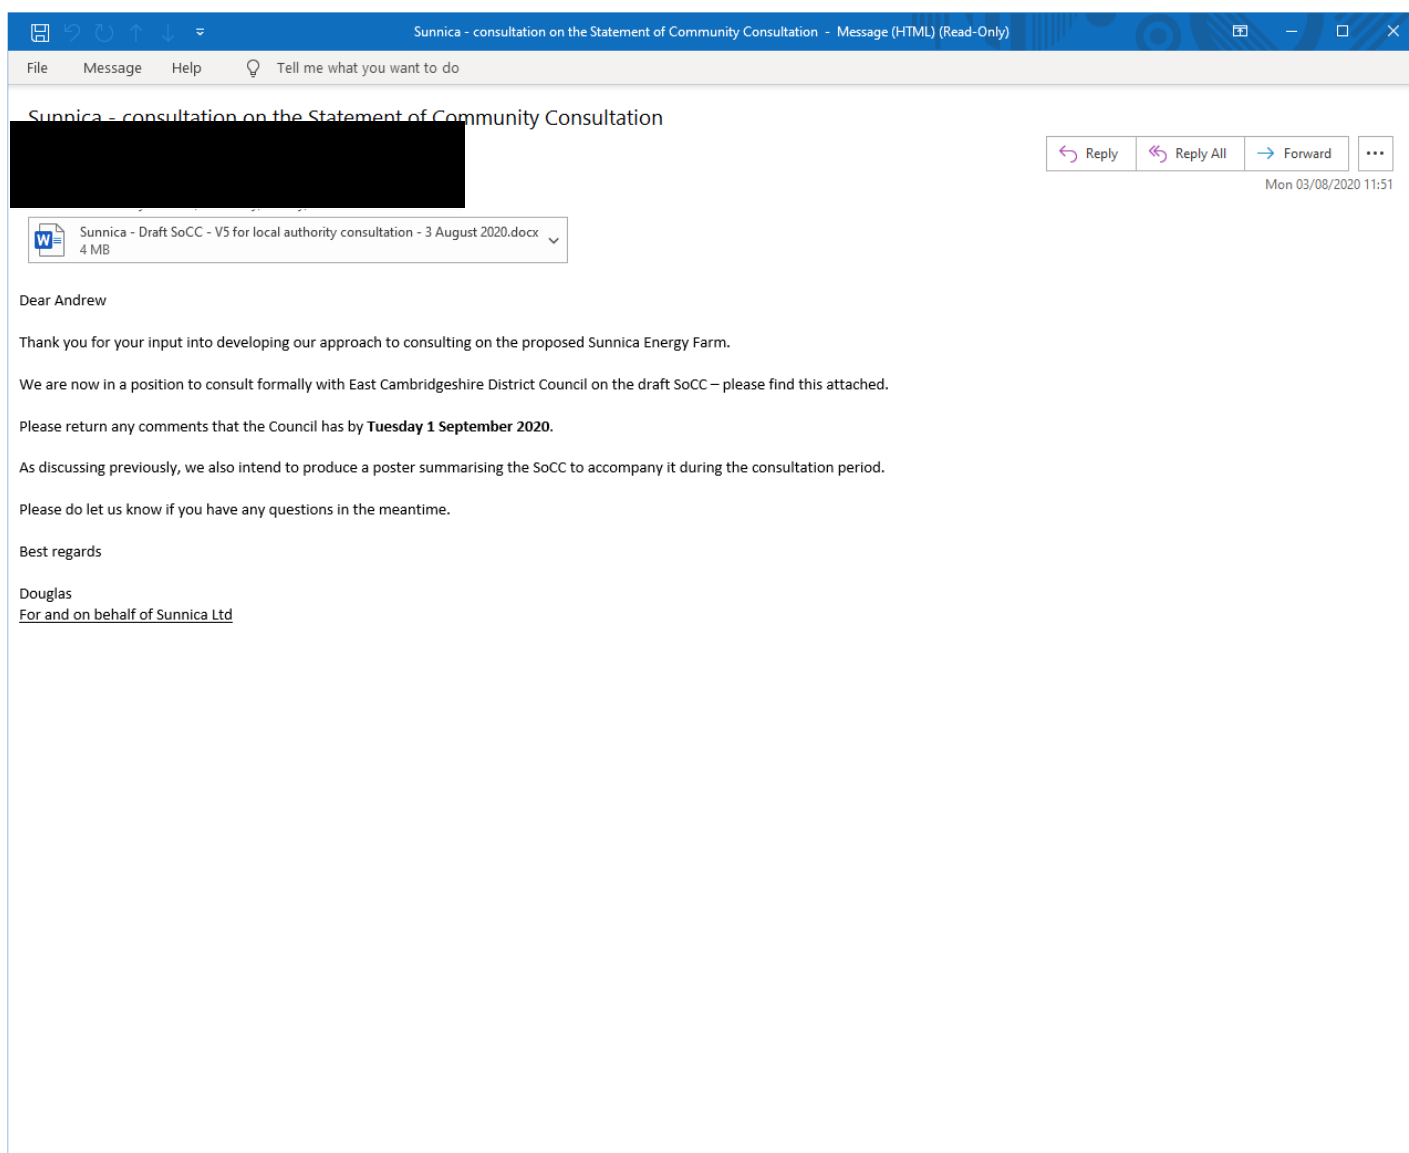 Sunnica - consultation on the Statement of Community Consultation - Message (HTML) (Read-Only)
File Message Help Tell me what you want to do
Sunnica - consultation on the Statement of Community Consultation
Reply Reply All Forward
Mon 03/08/2020 11:51
Sunnica - Draft SoCC - V5 for local authority consultation - 3 August 2020.docx
4 MB
Dear Andrew
Thank you for your input into developing our approach to consulting on the proposed Sunnica Energy Farm.
We are now in a position to consult formally with East Cambridgeshire District Council on the draft SoCC – please find this attached.
Please return any comments that the Council has by Tuesday 1 September 2020.
As discussing previously, we also intend to produce a poster summarising the SoCC to accompany it during the consultation period.
Please do let us know if you have any questions in the meantime.
Best regards
Douglas
For and on behalf of Sunnica Ltd